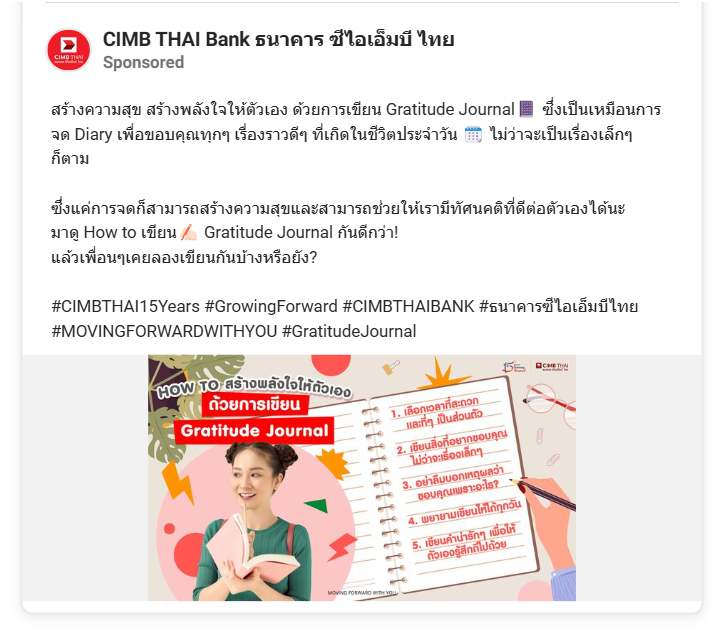 CIMB THAI Bank ธนาคาร ซีไอเอ็มบี ไทย
Sponsored
สร้างความสุข สร้างพลังใจให้ตัวเอง ด้วยการเขียน Gratitude Journal📓 ซึ่งเป็นเหมือนการ
จด Diary เพื่อขอบคุณทุกๆ เรื่องราวดีๆ ที่เกิดในชีวิตประจำวัน 🗓️ ไม่ว่าจะเป็นเรื่องเล็กๆ
ก็ตาม
ซึ่งแค่การจดก็สามารถสร้างความสุขและสามารถช่วยให้เรามีทัศนคติที่ดีต่อตัวเองได้นะ
มาดู How to เขียน✍🏻 Gratitude Journal กันดีกว่า!
แล้วเพื่อนๆเคยลองเขียนกันบ้างหรือยัง?
#CIMBTHAI15Years #GrowingForward #CIMBTHAIBANK #ธนาคารซีไอเอ็มบีไทย
#MOVINGFORWARDWITHYOU #GratitudeJournal
CIMB THAI
HOW TO สร้างพลังใจให้ตัวเอง
ด้วยการเขียน
Gratitude Journal
1. เลือกเวลาที่สะดวก
และที่ๆ เป็นส่วนตัว
2. เขียนสิ่งที่อยากขอบคุณ
ไม่ว่าจะเรื่องเล็กๆ
3. อย่าลืมบอกเหตุผลว่า
ขอบคุณเพราะอะไร?
4. พยายามเขียนให้ได้ทุกวัน
5. เขียนคำน่ารักๆ เพื่อให้
ตัวเองรู้สึกดีไปด้วย
MOVING FORWARD WITH YOU